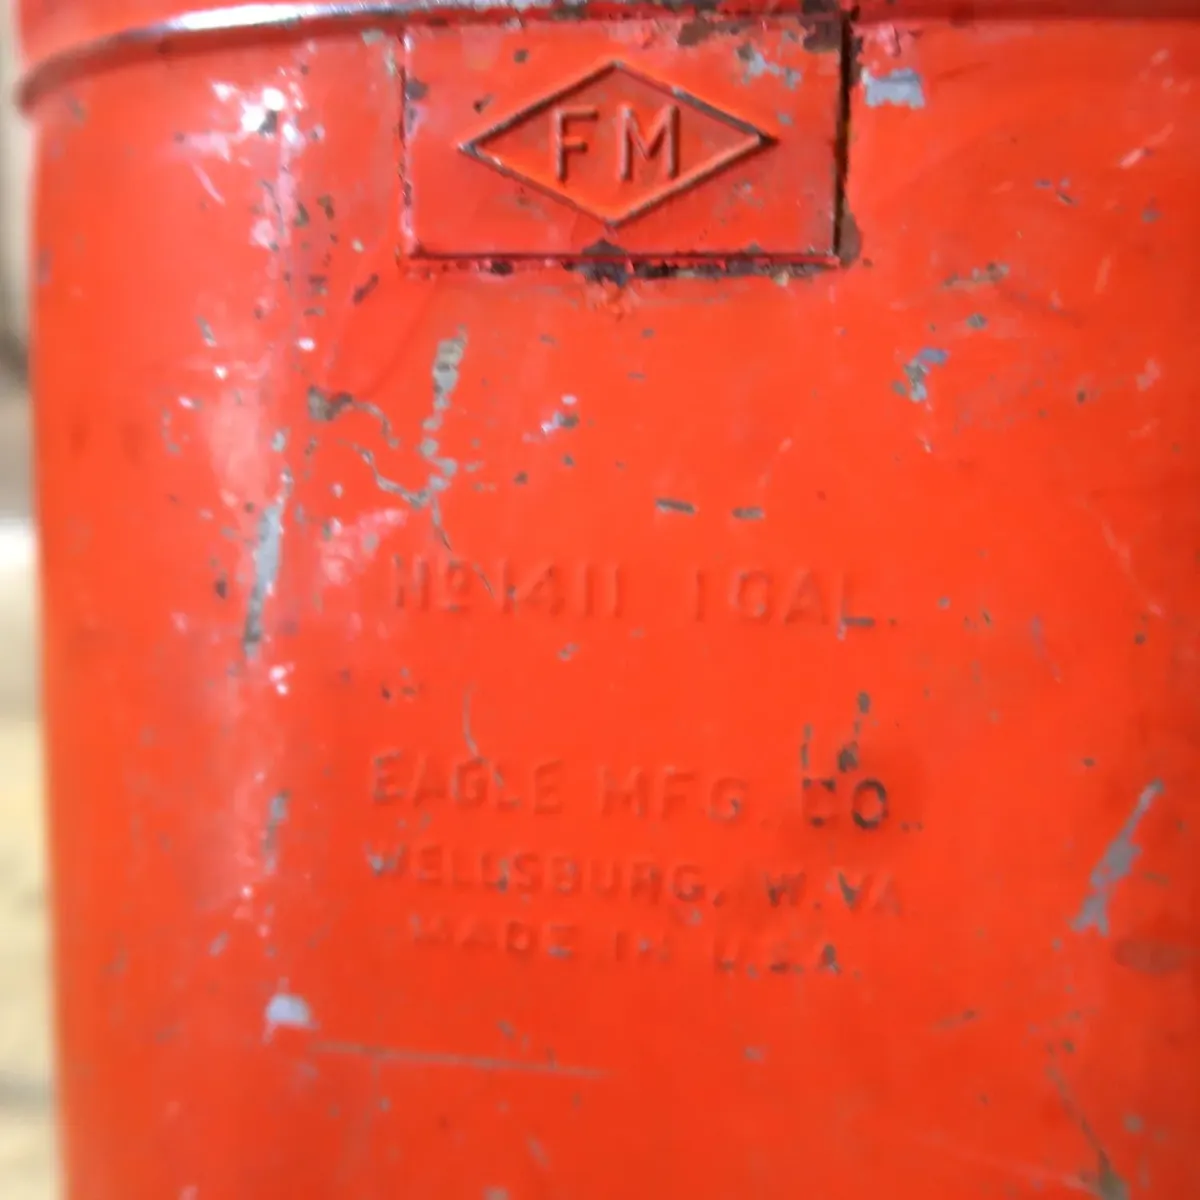 FM
Nº 1411 1 GAL.
EAGLE MFG. CO.
WELLSBURG, W. VA
MADE IN U.S.A.